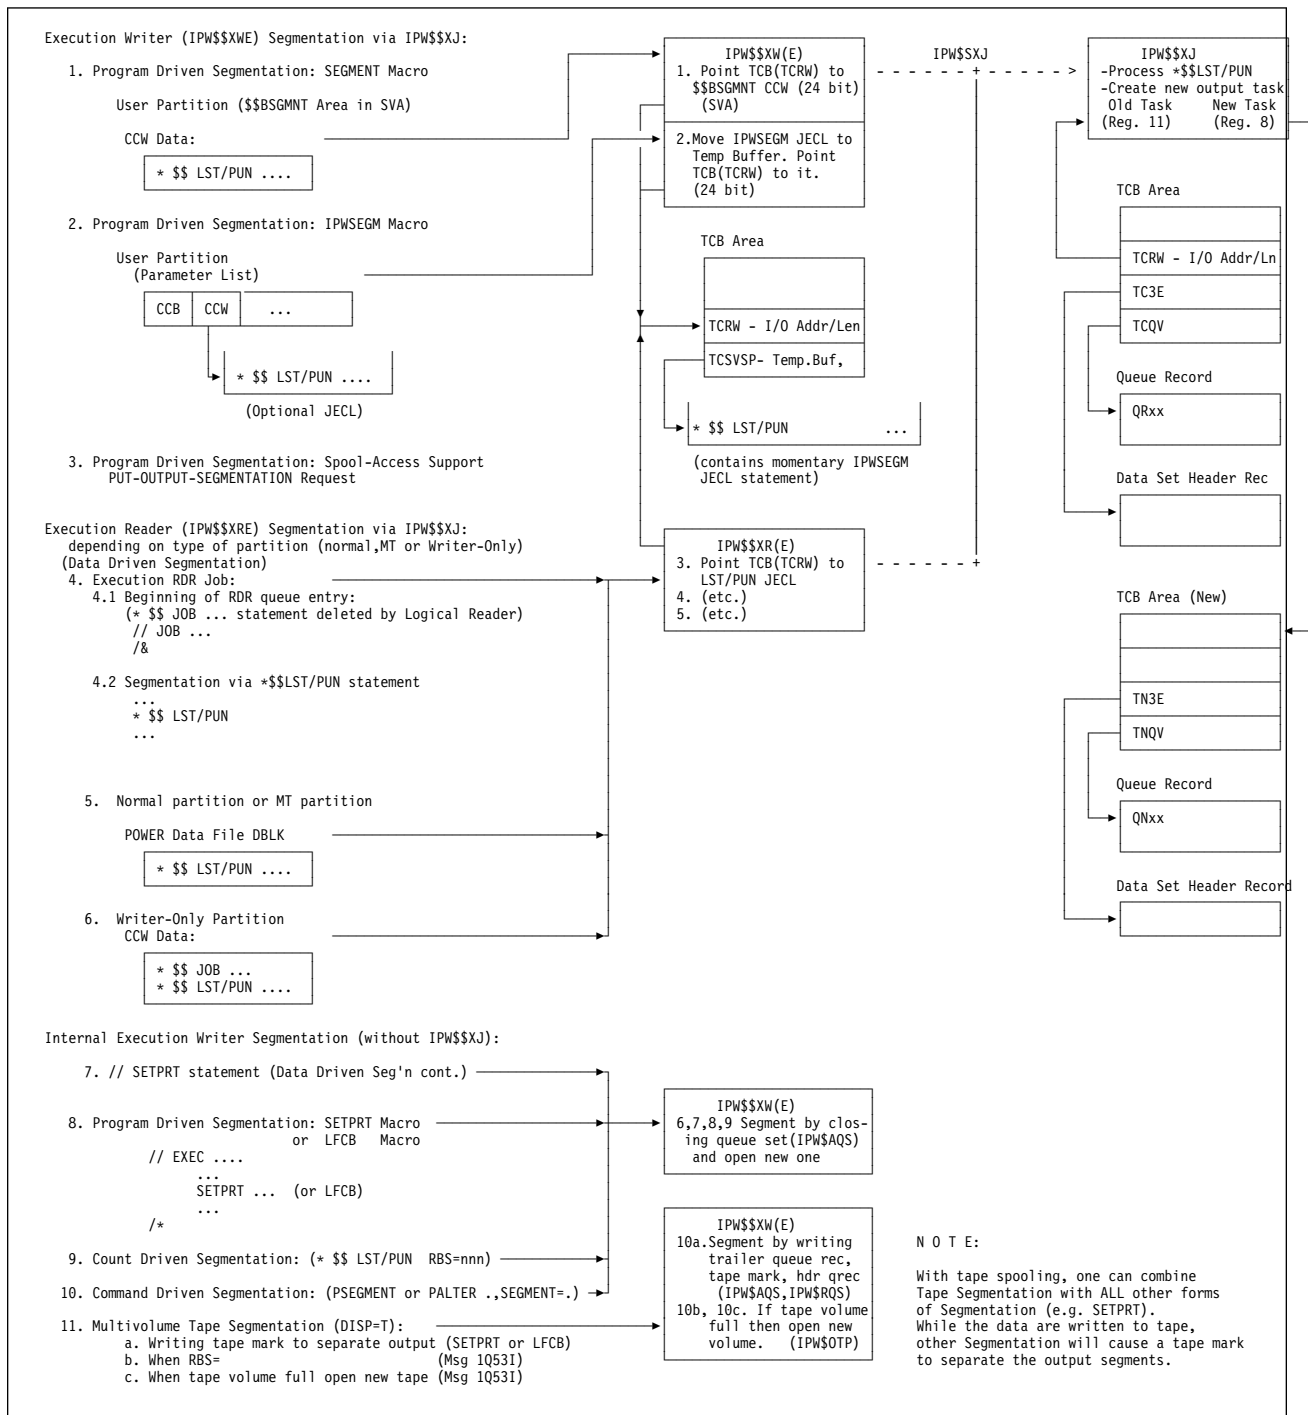 Execution Writer (IPW$$XWE) Segmentation via IPW$$XJ:
1. Program Driven Segmentation: SEGMENT Macro
User Partition ($$BSGMNT Area in SVA)
CCW Data:
* $$ LST/PUN ....
2. Program Driven Segmentation: IPWSEGM Macro
User Partition
(Parameter List)
CCB CCW ...
* $$ LST/PUN ....
(Optional JECL)
3. Program Driven Segmentation: Spool-Access Support
PUT-OUTPUT-SEGMENTATION Request
IPW$$XW(E)
1. Point TCB(TCRW) to
$$BSGMNT CCW (24 bit)
(SVA)
2.Move IPWSEGM JECL to
Temp Buffer. Point
TCB(TCRW) to it.
(24 bit)
TCB Area
TCRW - I/O Addr/Len
TCSVSP- Temp.Buf,
* $$ LST/PUN ...
(contains momentary IPWSEGM
JECL statement)
IPW$SXJ
- - - - - - + - - - - - >
IPW$$XJ
-Process *$$LST/PUN
-Create new output task
Old Task New Task
(Reg. 11) (Reg. 8)
TCB Area
TCRW - I/O Addr/Ln
TC3E
TCQV
Queue Record
QRxx
Data Set Header Rec
Execution Reader (IPW$$XRE) Segmentation via IPW$$XJ:
depending on type of partition (normal,MT or Writer-Only)
(Data Driven Segmentation)
4. Execution RDR Job:
4.1 Beginning of RDR queue entry:
(* $$ JOB ... statement deleted by Logical Reader)
// JOB ...
/&
4.2 Segmentation via *$$LST/PUN statement
...
* $$ LST/PUN
...
5. Normal partition or MT partition
POWER Data File DBLK
* $$ LST/PUN ....
6. Writer-Only Partition
CCW Data:
* $$ JOB ...
* $$ LST/PUN ....
IPW$$XR(E)
3. Point TCB(TCRW) to
LST/PUN JECL
4. (etc.)
5. (etc.)
- - - - - - +
TCB Area (New)
TN3E
TNQV
Queue Record
QNxx
Data Set Header Record
Internal Execution Writer Segmentation (without IPW$$XJ):
7. // SETPRT statement (Data Driven Seg'n cont.)
8. Program Driven Segmentation: SETPRT Macro
or LFCB Macro
// EXEC ....
...
SETPRT ... (or LFCB)
...
/*
9. Count Driven Segmentation: (* $$ LST/PUN RBS=nnn)
10. Command Driven Segmentation: (PSEGMENT or PALTER .,SEGMENT=.)
11. Multivolume Tape Segmentation (DISP=T):
a. Writing tape mark to separate output (SETPRT or LFCB)
b. When RBS= (Msg 1Q53I)
c. When tape volume full open new tape (Msg 1Q53I)
IPW$$XW(E)
6,7,8,9 Segment by clos-
ing queue set(IPW$AQS)
and open new one
IPW$$XW(E)
10a.Segment by writing
trailer queue rec,
tape mark, hdr qrec
(IPW$AQS,IPW$RQS)
10b, 10c. If tape volume
full then open new
volume. (IPW$OTP)
N O T E:
With tape spooling, one can combine
Tape Segmentation with ALL other forms
of Segmentation (e.g. SETPRT).
While the data are written to tape,
other Segmentation will cause a tape mark
to separate the output segments.